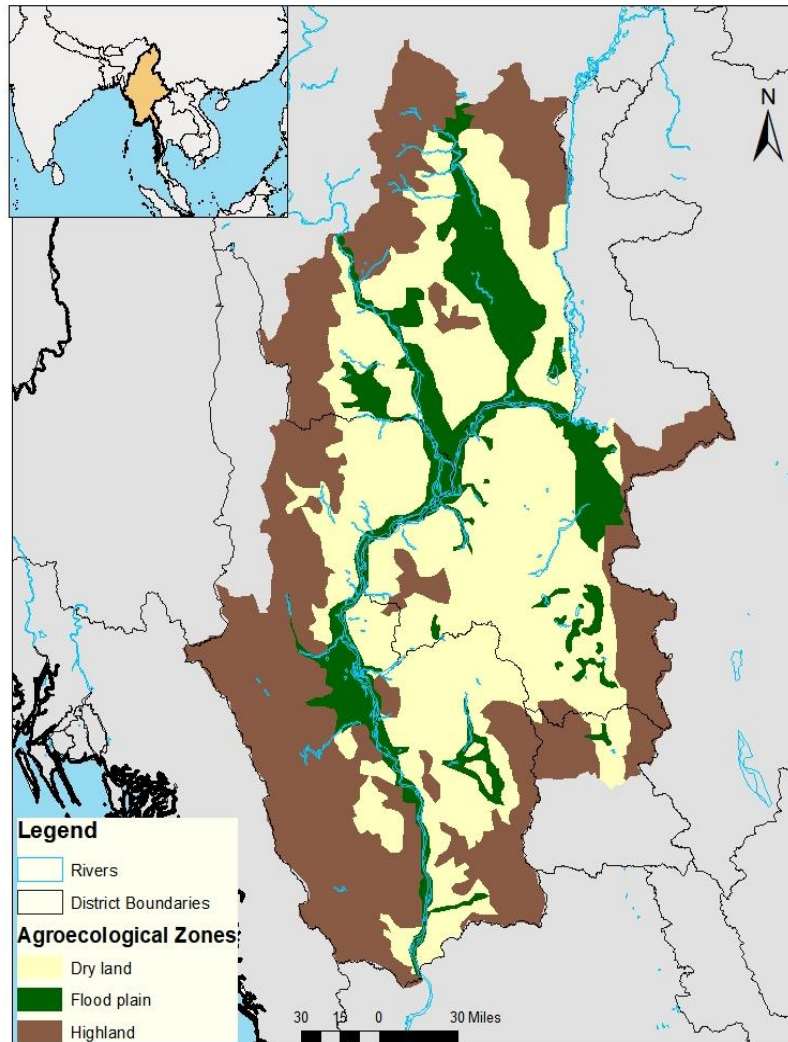 N
Legend
Rivers
District Boundaries
Agroecological Zones
Dry land
Flood plain
Highland
30 15 0 30 Miles